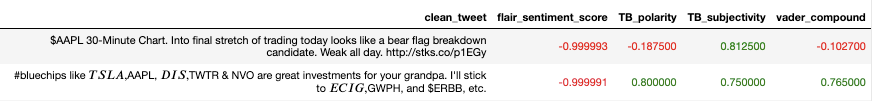 clean_tweet flair_sentiment_score TB_polarity TB_subjectivity vader_compound
$AAPL 30-Minute Chart. Into final stretch of trading today looks like a bear flag breakdown
candidate. Weak all day. http://stks.co/p1EGy -0.999993 -0.187500 0.812500 -0.102700
#bluechips like TSLA,AAPL, DIS,TWTR & NVO are great investments for your grandpa. I'll stick
to ECIG,GWPH, and $ERBB, etc. -0.999991 0.800000 0.750000 0.765000